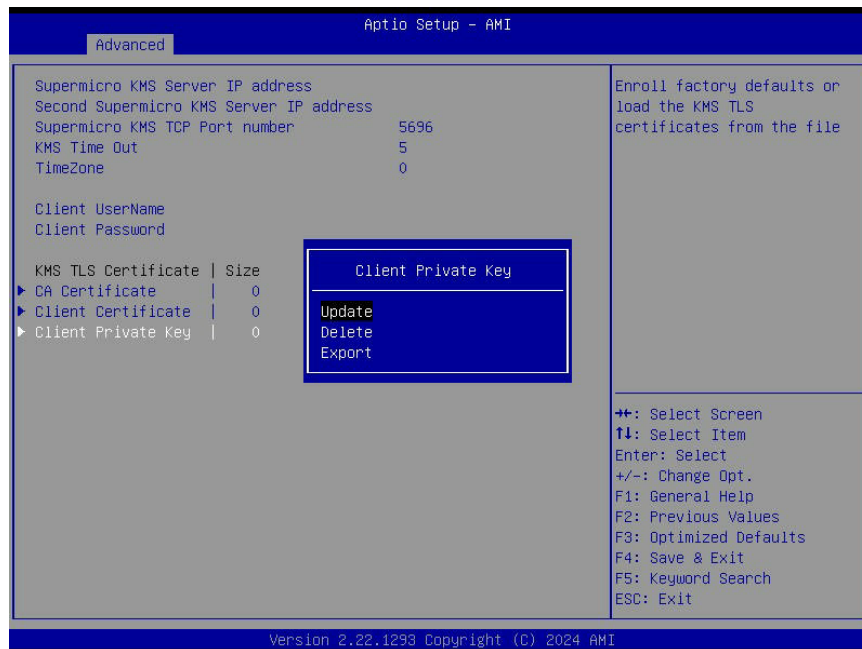 Aptio Setup – AMI
Advanced
Supermicro KMS Server IP address
Second Supermicro KMS Server IP address
Supermicro KMS TCP Port number 5696
KMS Time Out 5
TimeZone 0
Client UserName
Client Password
KMS TLS Certificate | Size
CA Certificate | 0
Client Certificate | 0
Client Private Key | 0
Client Private Key
Update
Delete
Export
Enroll factory defaults or
load the KMS TLS
certificates from the file
→←: Select Screen
↑↓: Select Item
Enter: Select
+/-: Change Opt.
F1: General Help
F2: Previous Values
F3: Optimized Defaults
F4: Save & Exit
F5: Keyword Search
ESC: Exit
Version 2.22.1293 Copyright (C) 2024 AMI